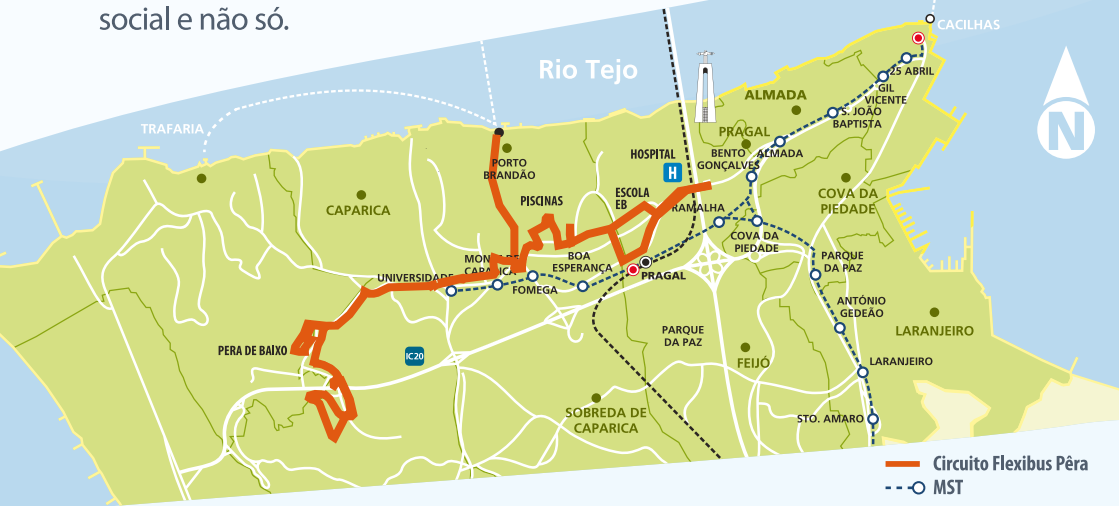 social e não só.
CACILHAS
Rio Tejo
25 ABRIL
GIL
VICENTE
ALMADA
S. JOÃO
BAPTISTA
TRAFARIA
PRAGAL
N
HOSPITAL
H
BENTO
GONÇALVES
ALMADA
PORTO
BRANDÃO
ESCOLA
EB
PISCINAS
CAPARICA
COVA DA
PIEDADE
RAMALHA
COVA DA
PIEDADE
MONTE DE
CAPARICA
BOA
ESPERANÇA
PARQUE
DA PAZ
UNIVERSIDADE
FOMEGA
PRAGAL
ANTÓNIO
GEDEÃO
LARANJEIRO
PERA DE BAIXO
IC20
PARQUE
DA PAZ
FEIJÓ
LARANJEIRO
SOBREDA DE
CAPARICA
STO. AMARO
Circuito Flexibus Pêra
MST